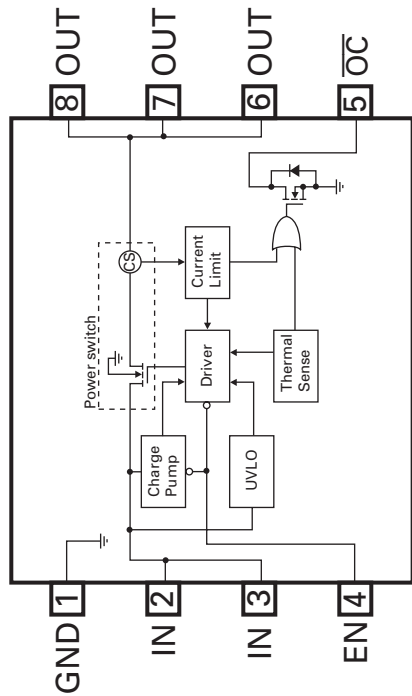 GND 1
8 OUT
Power switch
CS
IN 2
7 OUT
Charge
Pump
Driver
Current
Limit
IN 3
6 OUT
UVLO
Thermal
Sense
EN 4
5 O̅C̅